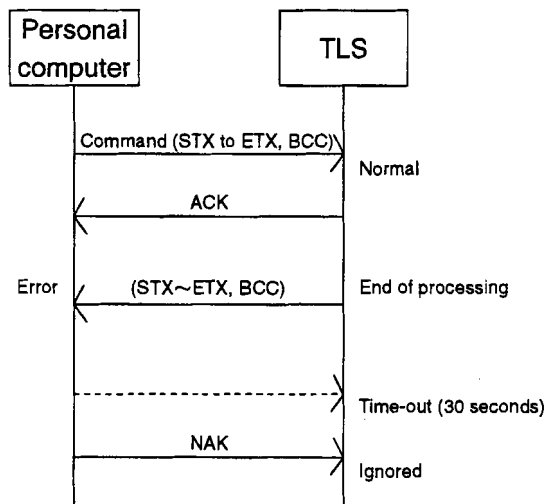 Personal
computer
TLS
Command (STX to ETX, BCC)
Normal
ACK
Error
(STX～ETX, BCC)
End of processing
Time-out (30 seconds)
NAK
Ignored